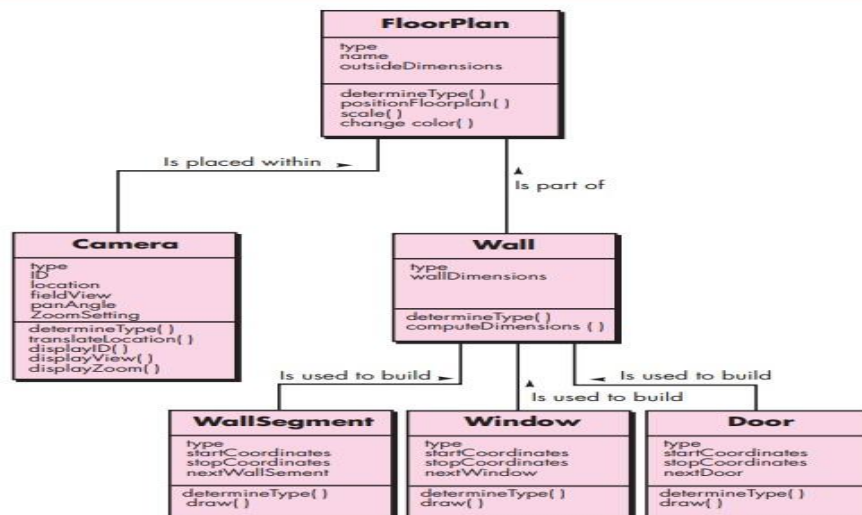 FloorPlan
type
name
outsideDimensions
determineType( )
positionFloorplan( )
scale( )
change color( )
Is placed within
Is part of
Camera
type
ID
location
fieldView
panAngle
ZoomSetting
determineType( )
translateLocation( )
displayID( )
displayView( )
displayZoom( )
Wall
type
wallDimensions
determineType( )
computeDimensions ( )
Is used to build
Is used to build
Is used to build
WallSegment
type
startCoordinates
stopCoordinates
nextWallSement
determineType( )
draw( )
Window
type
startCoordinates
stopCoordinates
nextWindow
determineType( )
draw( )
Door
type
startCoordinates
stopCoordinates
nextDoor
determineType( )
draw( )